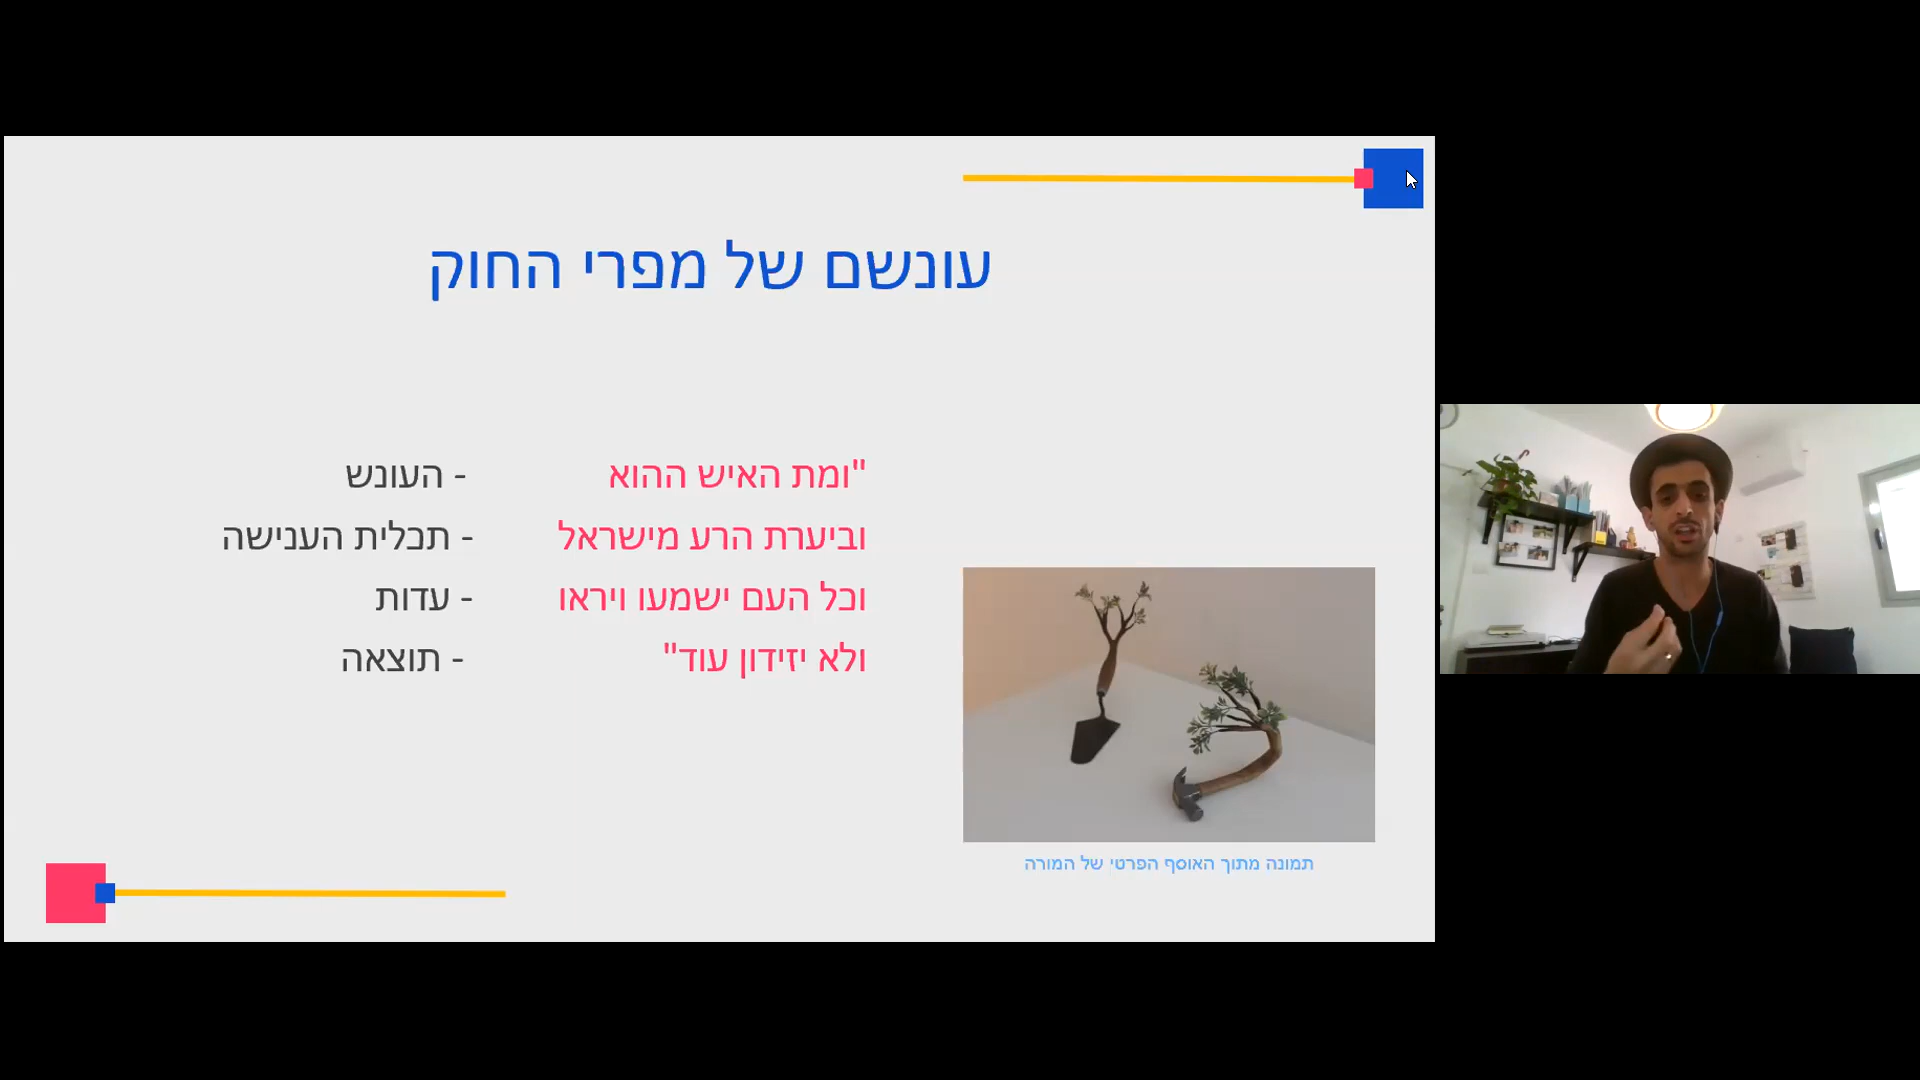 עונשם של מפרי החוק
"ומת האיש ההוא - העונש
וביערת הרע מישראל - תכלית הענישה
וכל העם ישמעו ויראו - עדות
ולא יזידון עוד" - תוצאה
תמונה מתוך האוסף הפרטי של המורה